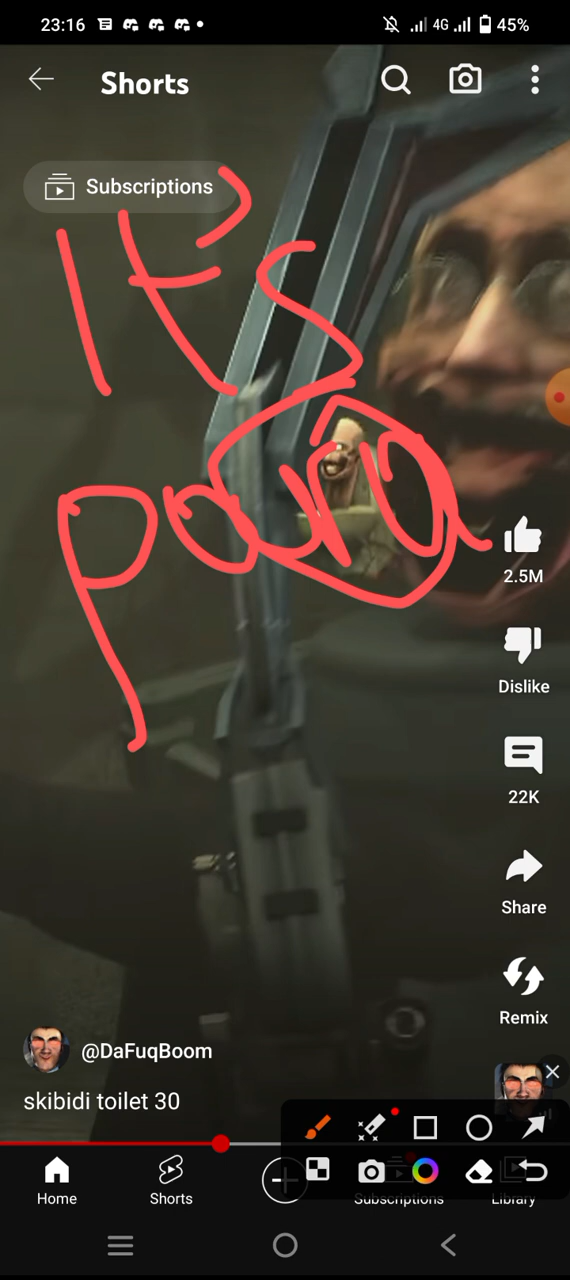 23:16
4G
45%
Shorts
Subscriptions
It's
2.5M
Dislike
22K
Share
Remix
@DaFuqBoom
skibidi toilet 30
Home
Shorts
Subscriptions
Library